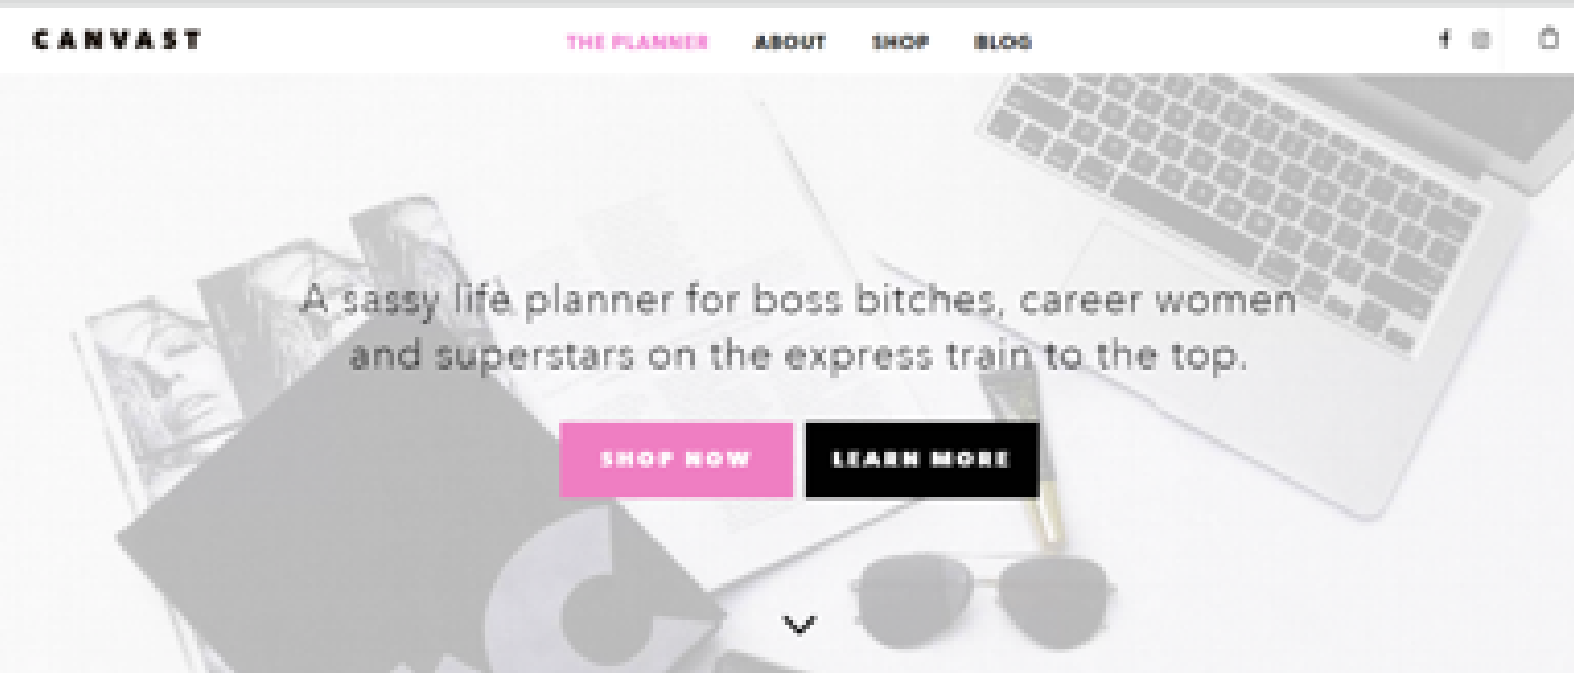 CANVAST
THE PLANNER ABOUT SHOP BLOG
A sassy life planner for boss bitches, career women
and superstars on the express train to the top.
SHOP NOW LEARN MORE